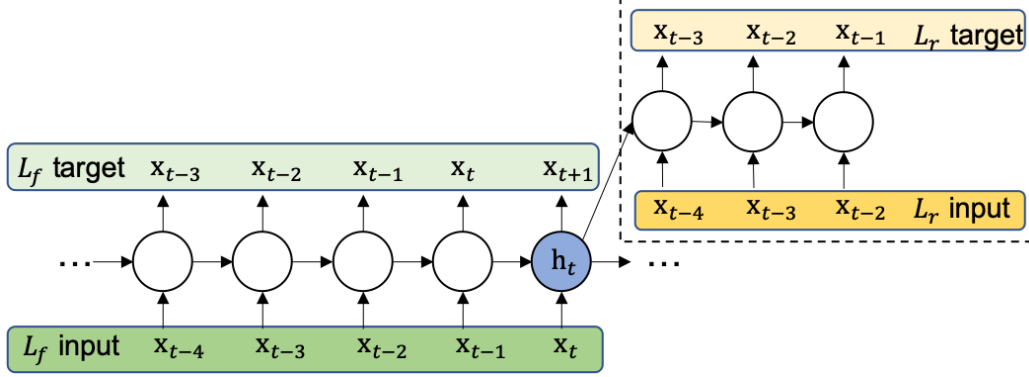 x_{t−3} x_{t−2} x_{t−1} L_r target
x_{t−4} x_{t−3} x_{t−2} L_r input
L_f target x_{t−3} x_{t−2} x_{t−1} x_t x_{t+1}
... h_t ...
L_f input x_{t−4} x_{t−3} x_{t−2} x_{t−1} x_t